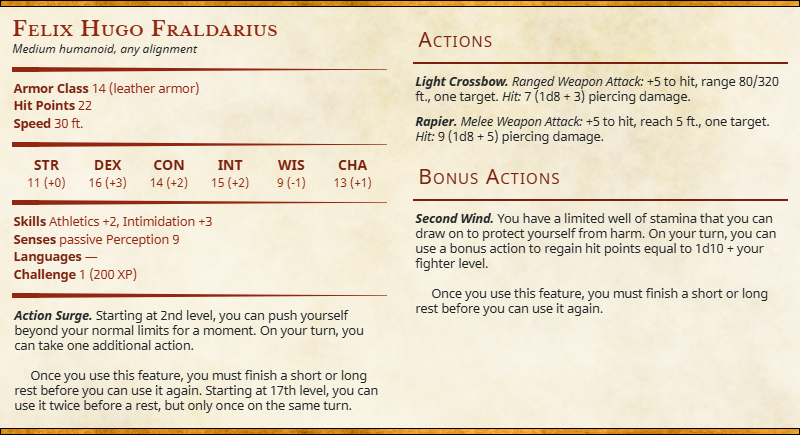 Felix Hugo Fraldarius
Medium humanoid, any alignment
Armor Class 14 (leather armor)
Hit Points 22
Speed 30 ft.
STR DEX CON INT WIS CHA
11 (+0) 16 (+3) 14 (+2) 15 (+2) 9 (-1) 13 (+1)
Skills Athletics +2, Intimidation +3
Senses passive Perception 9
Languages —
Challenge 1 (200 XP)
Action Surge. Starting at 2nd level, you can push yourself
beyond your normal limits for a moment. On your turn, you
can take one additional action.
Once you use this feature, you must finish a short or long
rest before you can use it again. Starting at 17th level, you can
use it twice before a rest, but only once on the same turn.
Actions
Light Crossbow. Ranged Weapon Attack: +5 to hit, range 80/320
ft., one target. Hit: 7 (1d8 + 3) piercing damage.
Rapier. Melee Weapon Attack: +5 to hit, reach 5 ft., one target.
Hit: 9 (1d8 + 5) piercing damage.
Bonus Actions
Second Wind. You have a limited well of stamina that you can
draw on to protect yourself from harm. On your turn, you can
use a bonus action to regain hit points equal to 1d10 + your
fighter level.
Once you use this feature, you must finish a short or long
rest before you can use it again.